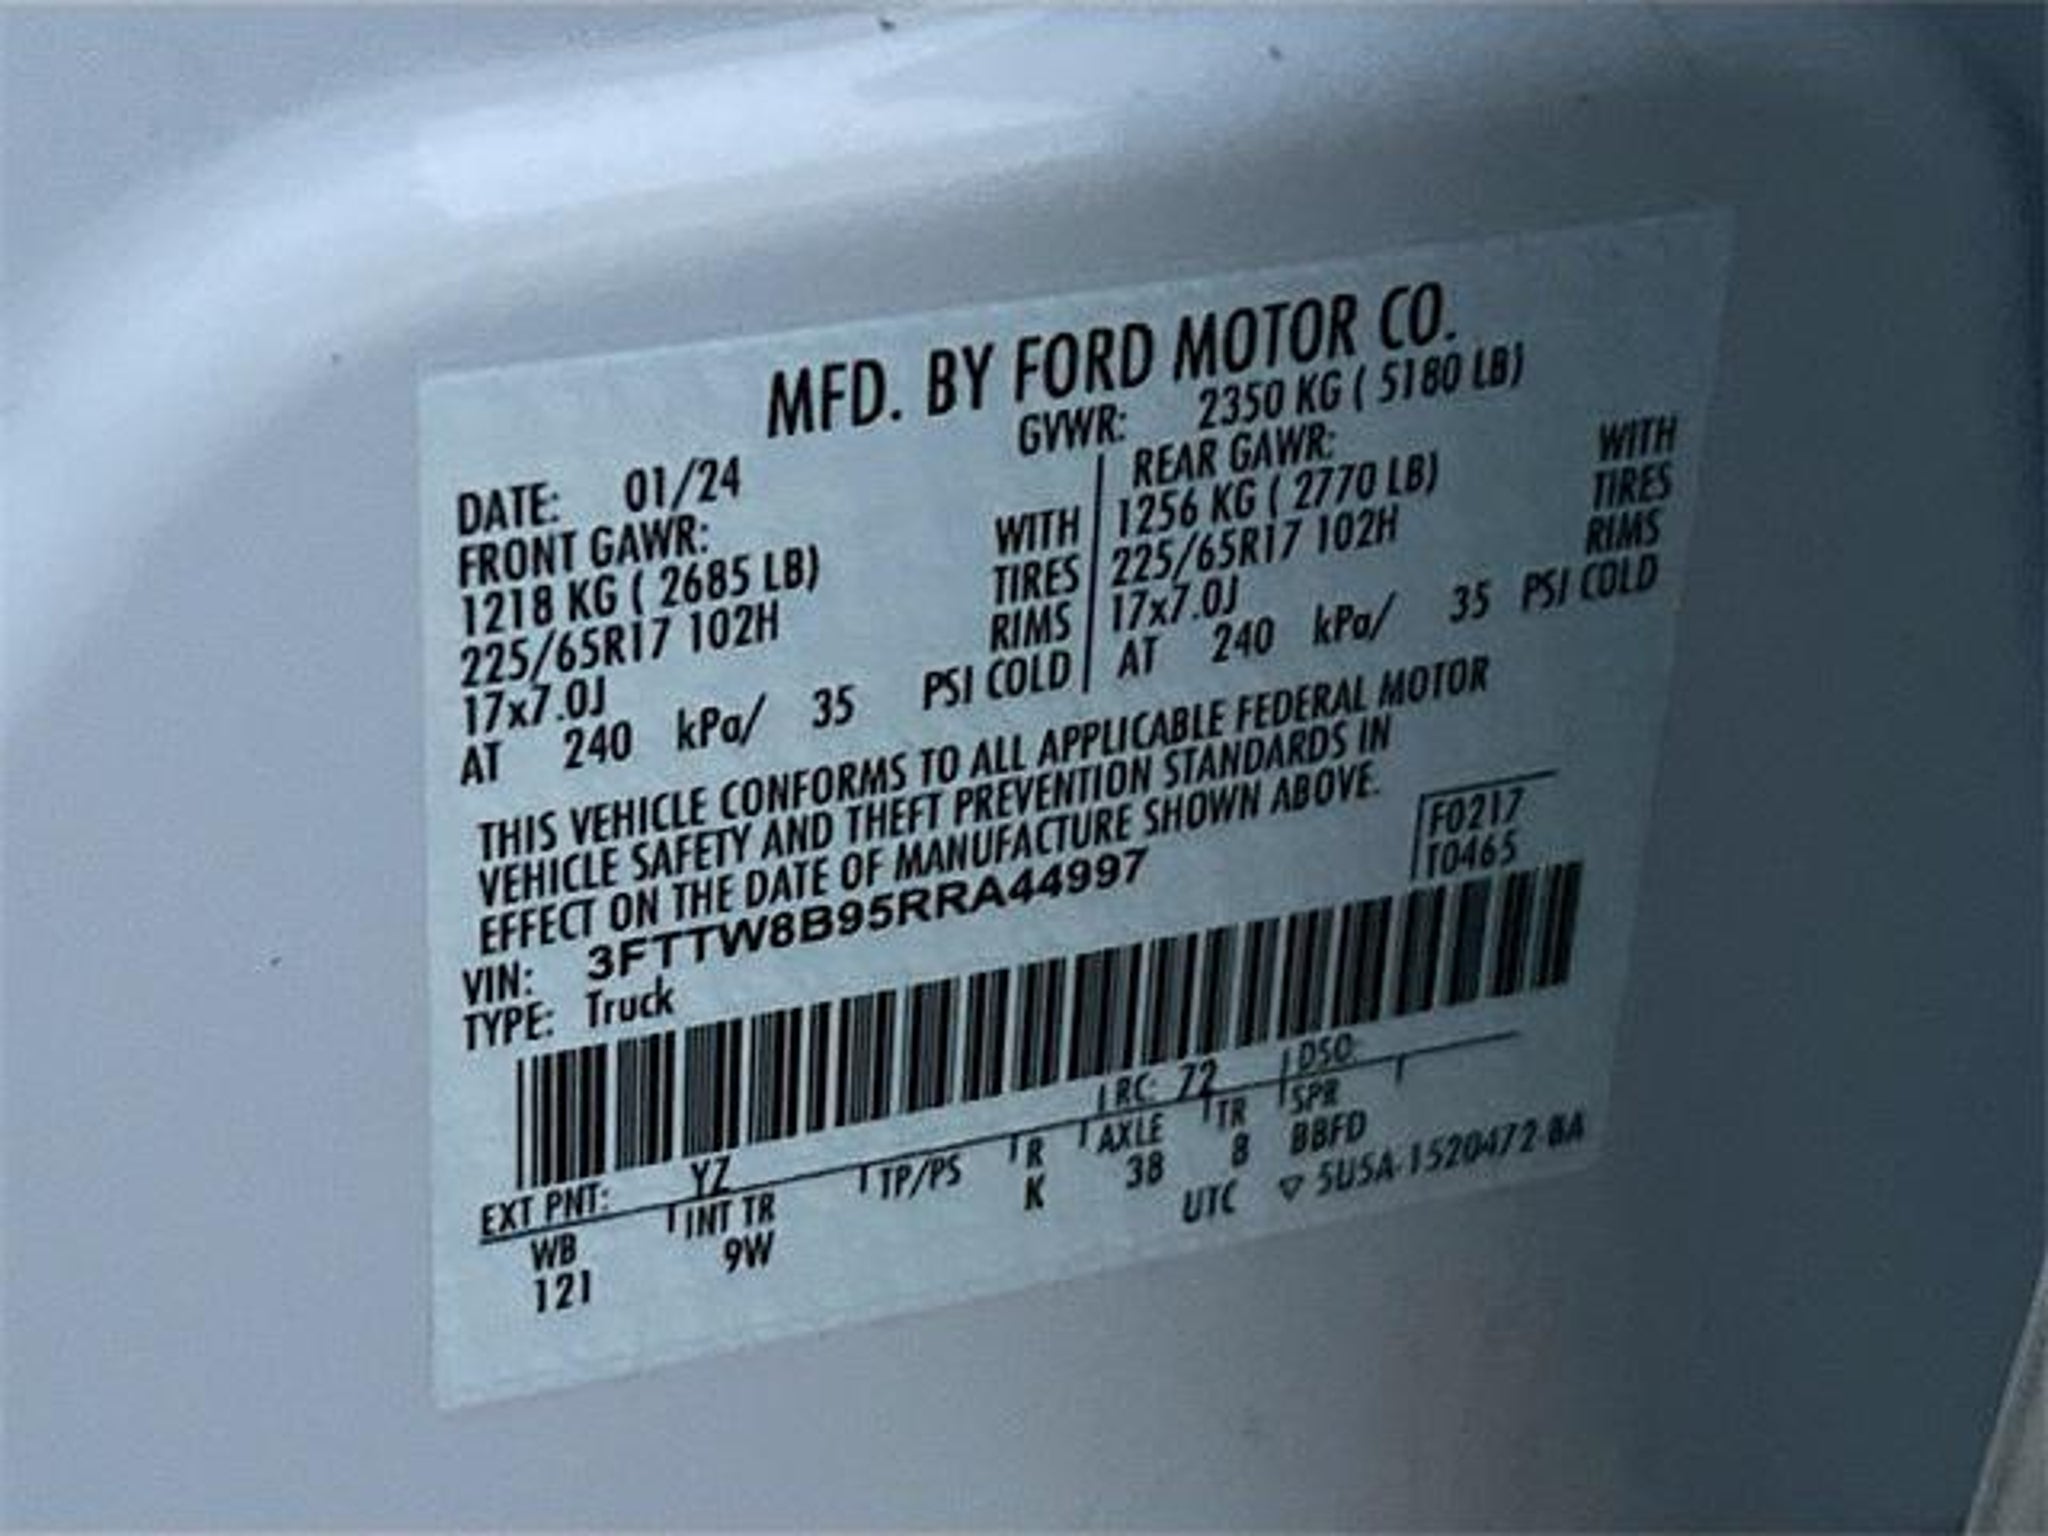 MFD. BY FORD MOTOR CO.
DATE: 01/24 GVWR: 2350 KG ( 5180 LB)
FRONT GAWR: REAR GAWR:
1218 KG ( 2685 LB) WITH 1256 KG ( 2770 LB) WITH
225/65R17 102H TIRES 225/65R17 102H TIRES
17x7.0J RIMS 17x7.0J RIMS
AT 240 kPa/ 35 PSI COLD AT 240 kPa/ 35 PSI COLD
THIS VEHICLE CONFORMS TO ALL APPLICABLE FEDERAL MOTOR
VEHICLE SAFETY AND THEFT PREVENTION STANDARDS IN
EFFECT ON THE DATE OF MANUFACTURE SHOWN ABOVE.
F0217
T0465
VIN: 3FTTW8B95RRA44997
TYPE: Truck
EXT PNT: YZ RC: 72 DSO:
WB INT TR TP/PS R AXLE TR SPR
121 9W K 38 8 BBFD
UTC ▽ 5U5A-1520472-BA